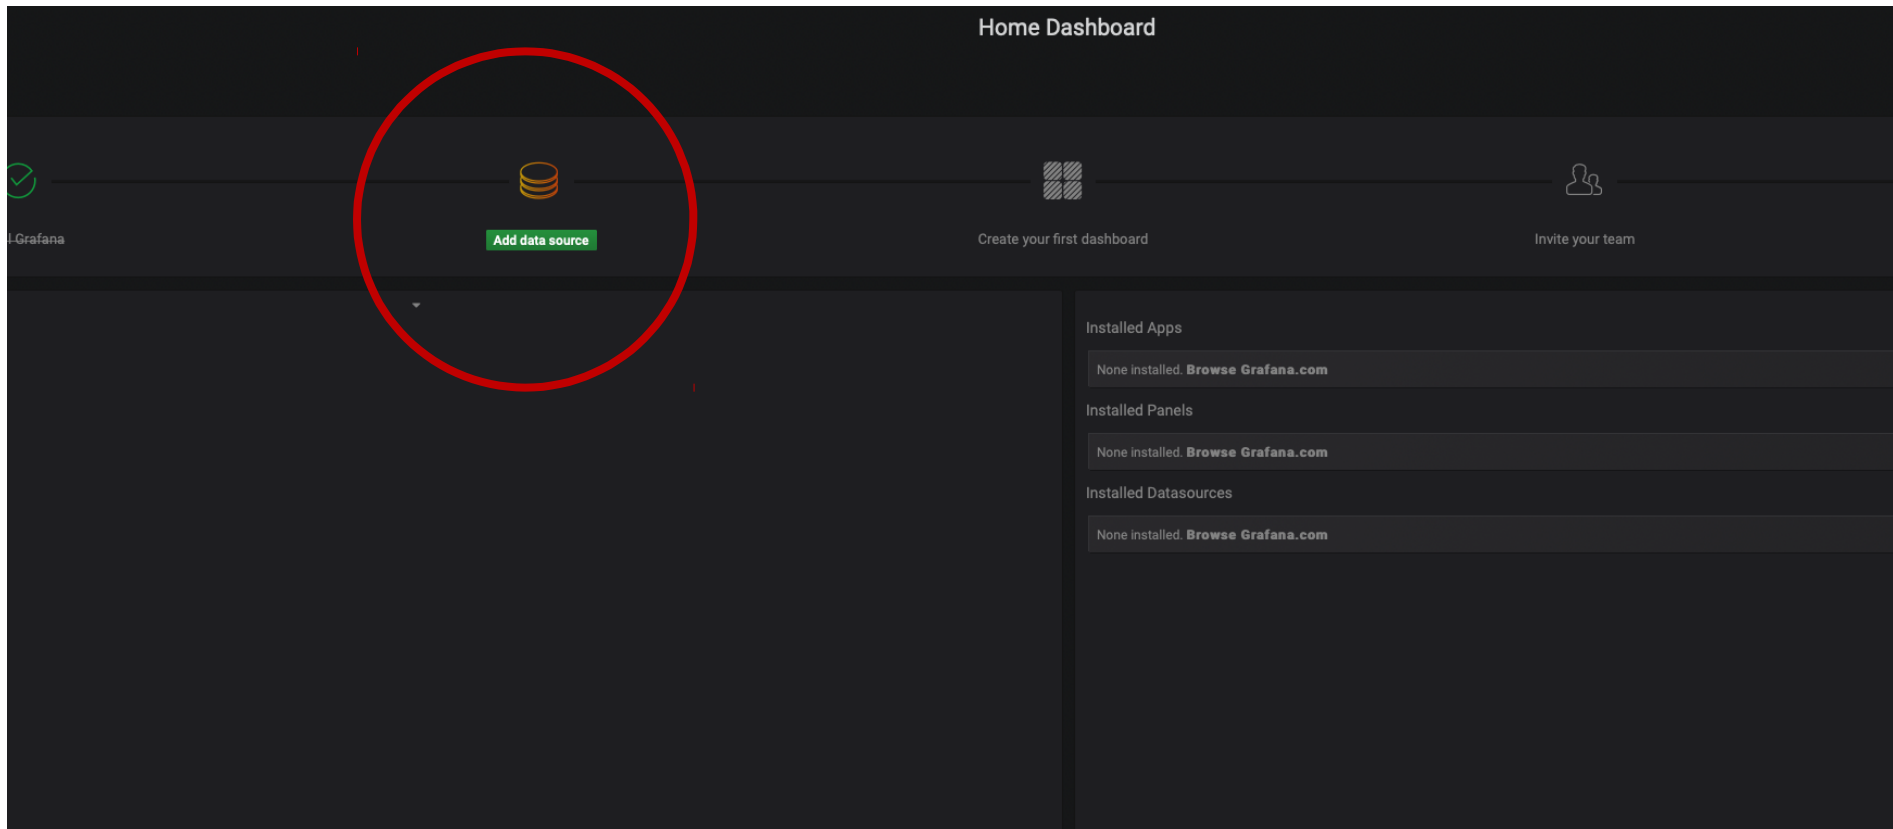 Home Dashboard
l Grafana
Add data source
Create your first dashboard
Invite your team
Installed Apps
None installed. Browse Grafana.com
Installed Panels
None installed. Browse Grafana.com
Installed Datasources
None installed. Browse Grafana.com